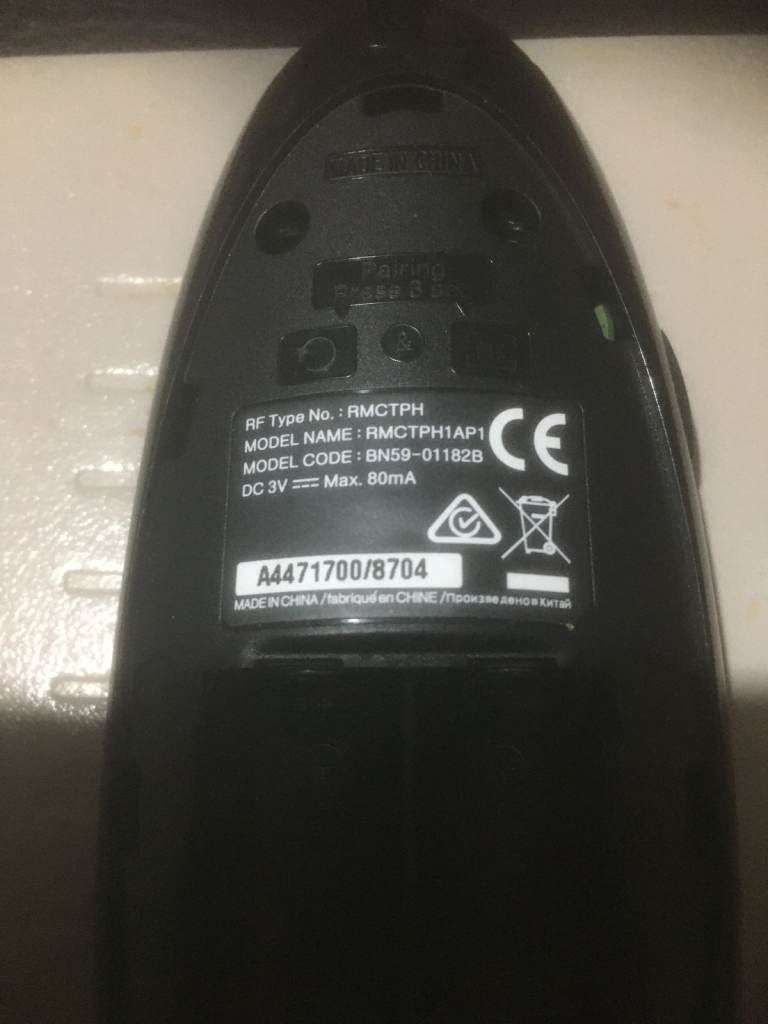 MADE IN CHINA
Pairing
Press 3 sec
&
RF Type No. : RMCTPH
MODEL NAME : RMCTPH1AP1
MODEL CODE : BN59-01182B
DC 3V Max. 80mA
CE
A4471700/8704
MADE IN CHINA / fabriqué en CHINE / Произведено в Китай